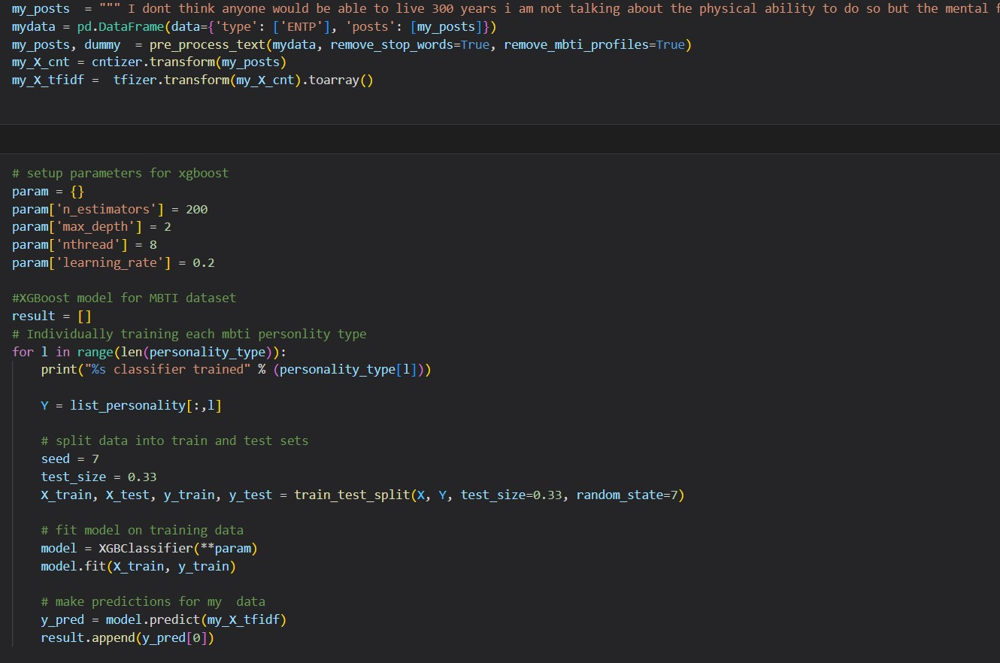 my_posts  = """ I dont think anyone would be able to live 300 years i am not talking about the physical ability to do so but the mental
mydata = pd.DataFrame(data={'type': ['ENTP'], 'posts': [my_posts]})
my_posts, dummy  = pre_process_text(mydata, remove_stop_words=True, remove_mbti_profiles=True)
my_X_cnt = cntizer.transform(my_posts)
my_X_tfidf =  tfizer.transform(my_X_cnt).toarray()
# setup parameters for xgboost
param = {}
param['n_estimators'] = 200
param['max_depth'] = 2
param['nthread'] = 8
param['learning_rate'] = 0.2
#XGBoost model for MBTI dataset
result = []
# Individually training each mbti personlity type
for l in range(len(personality_type)):
    print("%s classifier trained" % (personality_type[l]))
    Y = list_personality[:,l]
    # split data into train and test sets
    seed = 7
    test_size = 0.33
    X_train, X_test, y_train, y_test = train_test_split(X, Y, test_size=0.33, random_state=7)
    # fit model on training data
    model = XGBClassifier(**param)
    model.fit(X_train, y_train)
    # make predictions for my  data
    y_pred = model.predict(my_X_tfidf)
    result.append(y_pred[0])